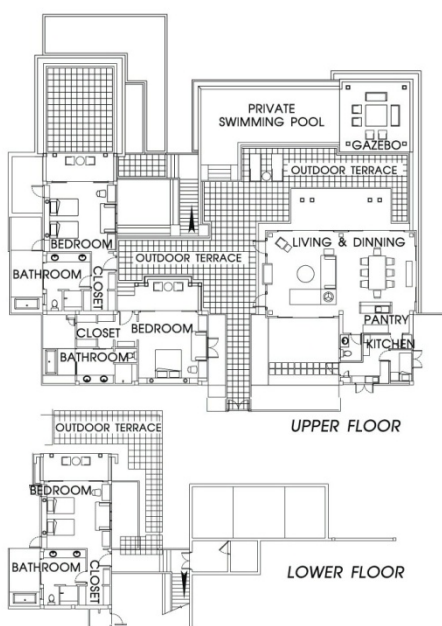 PRIVATE
SWIMMING POOL
GAZEBO
OUTDOOR TERRACE
BEDROOM
LIVING & DINNING
BATHROOM
CLOSET
OUTDOOR TERRACE
CLOSET
BEDROOM
PANTRY
BATHROOM
KITCHEN
UPPER FLOOR
OUTDOOR TERRACE
BEDROOM
BATHROOM
CLOSET
LOWER FLOOR